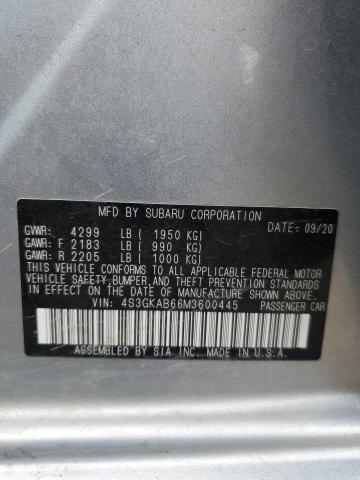 MFD BY SUBARU CORPORATION
GVWR: 4299 LB ( 1950 KG) DATE: 09/20
GAWR: F 2183 LB ( 990 KG)
GAWR: R 2205 LB ( 1000 KG)
THIS VEHICLE CONFORMS TO ALL APPLICABLE FEDERAL MOTOR
VEHICLE SAFETY, BUMPER, AND THEFT PREVENTION STANDARDS
IN EFFECT ON THE DATE OF MANUFACTURE SHOWN ABOVE.
VIN: 4S3GKAB66M3600445 PASSENGER CAR
ASSEMBLED BY SIA INC. MADE IN U.S.A.